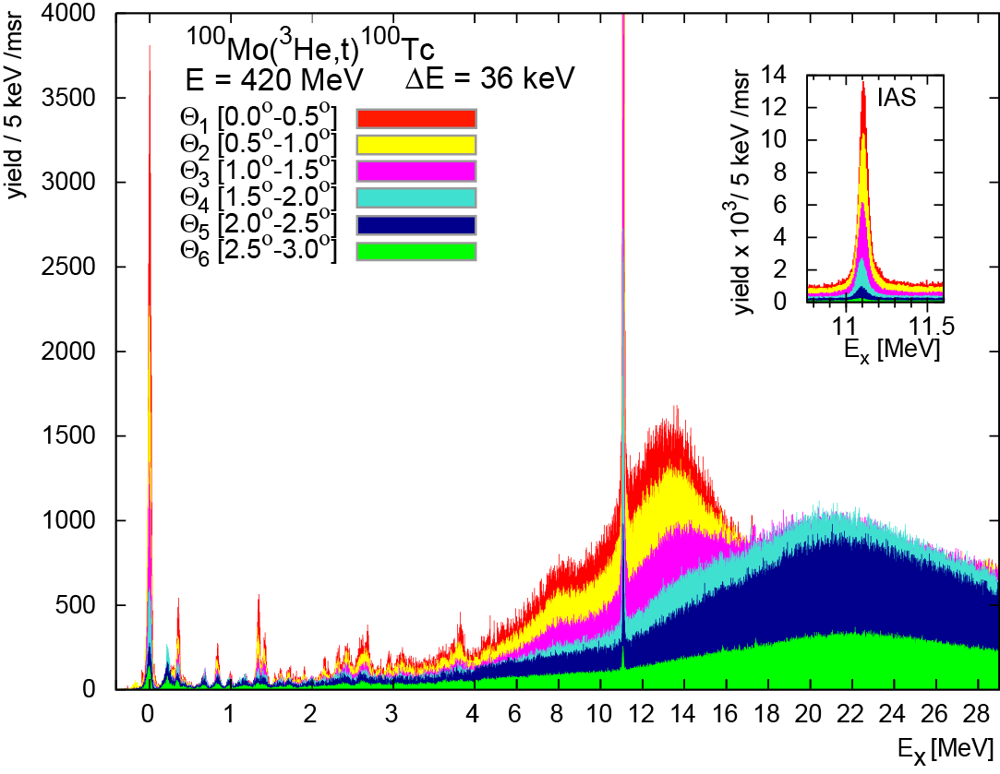 ¹⁰⁰Mo(³He,t)¹⁰⁰Tc
E = 420 MeV ΔE = 36 keV
Θ₁ [0.0°-0.5°]
Θ₂ [0.5°-1.0°]
Θ₃ [1.0°-1.5°]
Θ₄ [1.5°-2.0°]
Θ₅ [2.0°-2.5°]
Θ₆ [2.5°-3.0°]
yield / 5 keV /msr
4000
3500
3000
2500
2000
1500
1000
500
0
0 1 2 3 4 6 8 10 12 14 16 18 20 22 24 26 28
Eₓ [MeV]
IAS
yield x 10³/ 5 keV /msr
14
12
10
8
6
4
2
0
11 11.5
Eₓ [MeV]